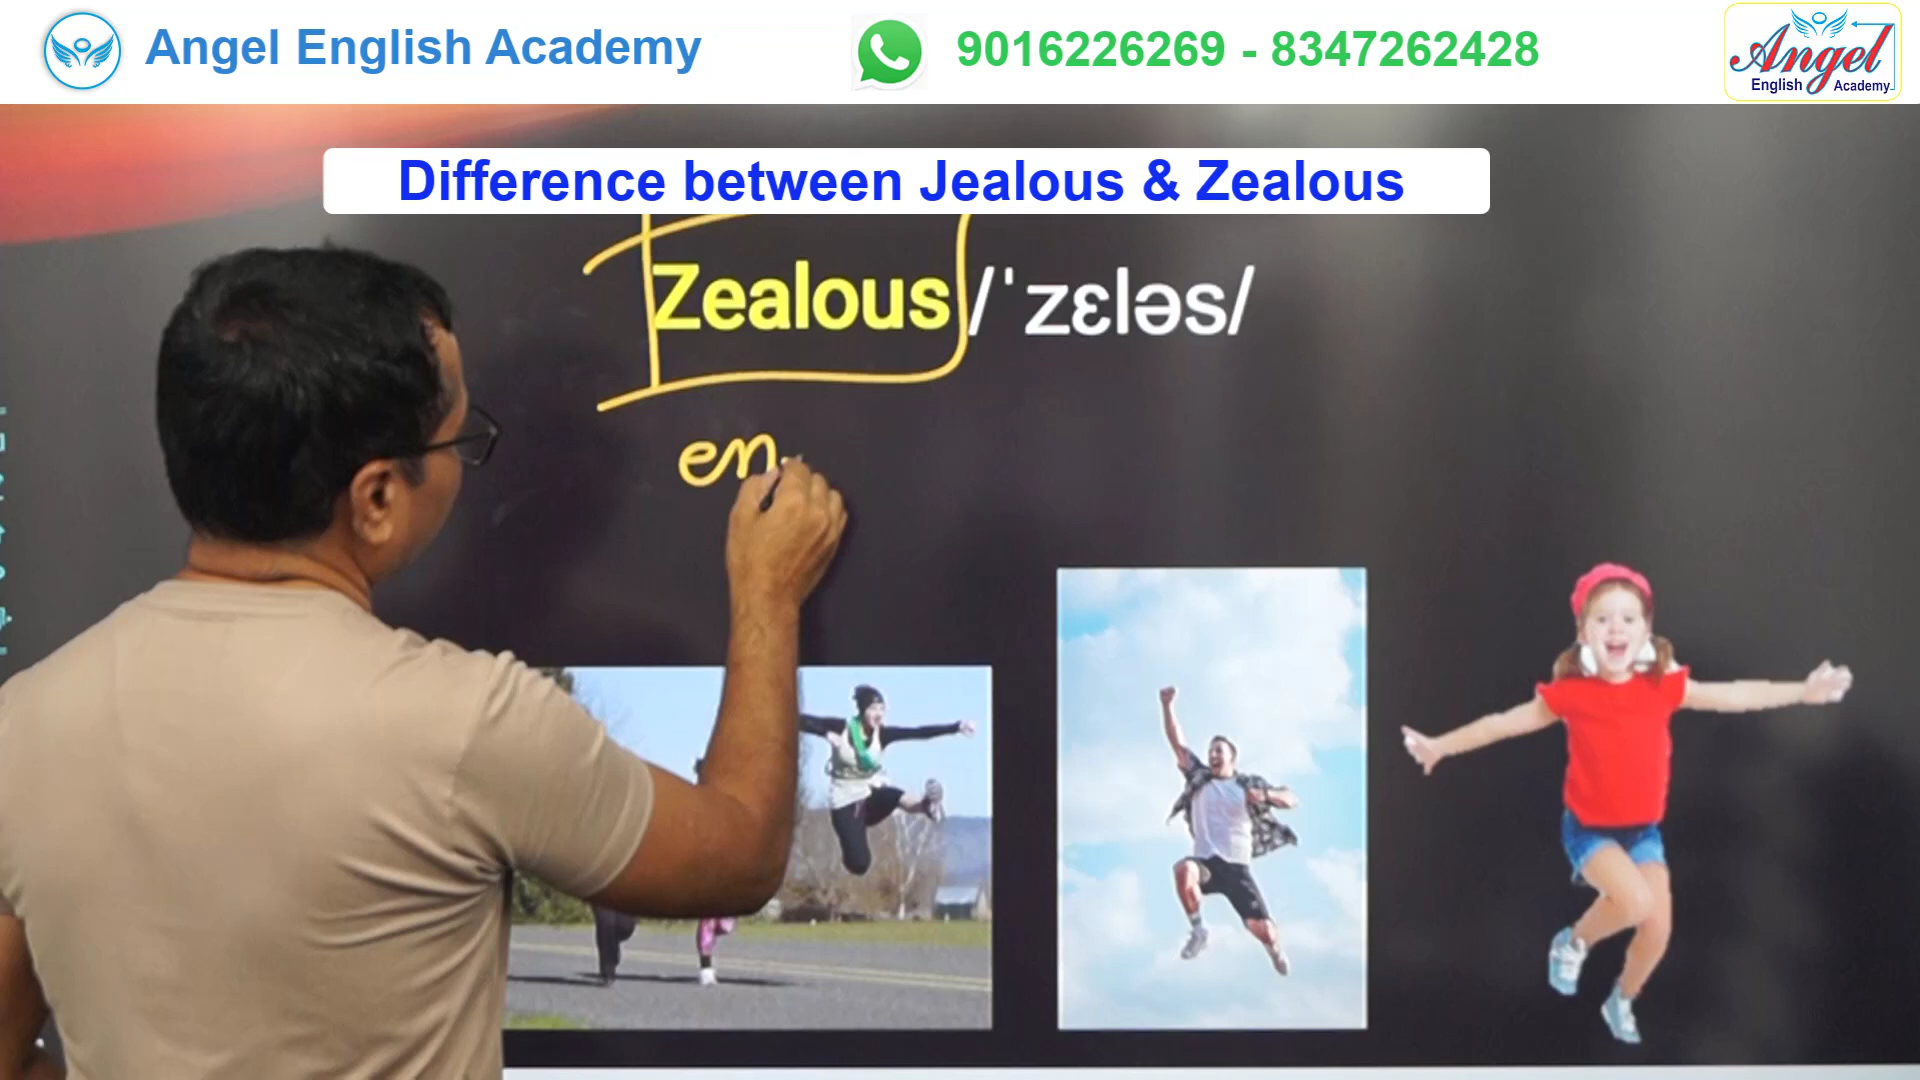 Angel English Academy
9016226269 - 8347262428
Angel
English Academy
Difference between Jealous & Zealous
Zealous /ˈzɛləs/
en